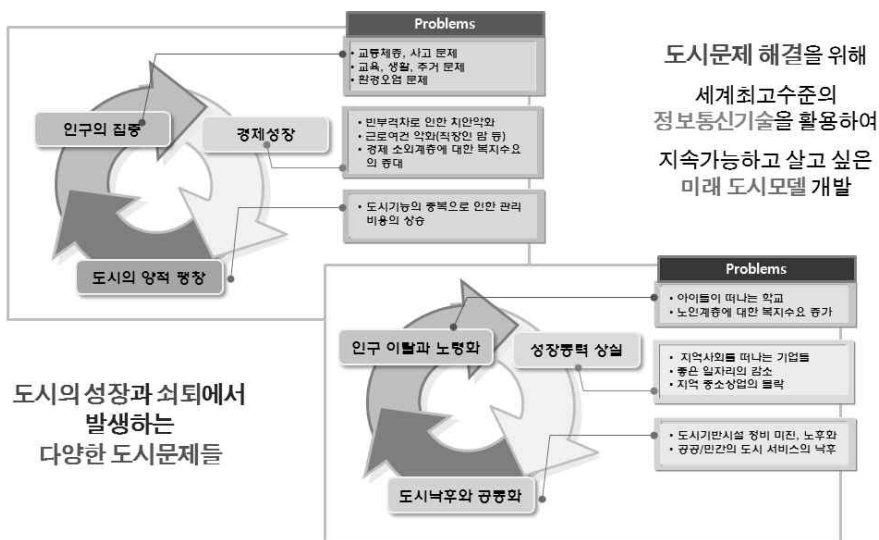 Problems
• 교통체증, 사고 문제
• 교육, 생활, 주거 문제
• 환경오염 문제
인구의 집중
경제성장
• 빈부격차로 인한 치안악화
• 근로여건 악화(직장인 맘 등)
• 경제 소외계층에 대한 복지수요
의 증대
• 도시기능의 중복으로 인한 관리
비용의 상승
도시의 양적 팽창
도시문제 해결을 위해
세계최고수준의
정보통신기술을 활용하여
지속가능하고 살고 싶은
미래 도시모델 개발
도시의 성장과 쇠퇴에서
발생하는
다양한 도시문제들
Problems
• 아이들이 떠나는 학교
• 노인계층에 대한 복지수요 증가
인구 이탈과 노령화
성장동력 상실
• 지역사회를 떠나는 기업들
• 좋은 일자리의 감소
• 지역 중소상업의 몰락
• 도시기반시설 정비 미진, 노후화
• 공공/민간의 도시 서비스의 낙후
도시낙후와 공동화